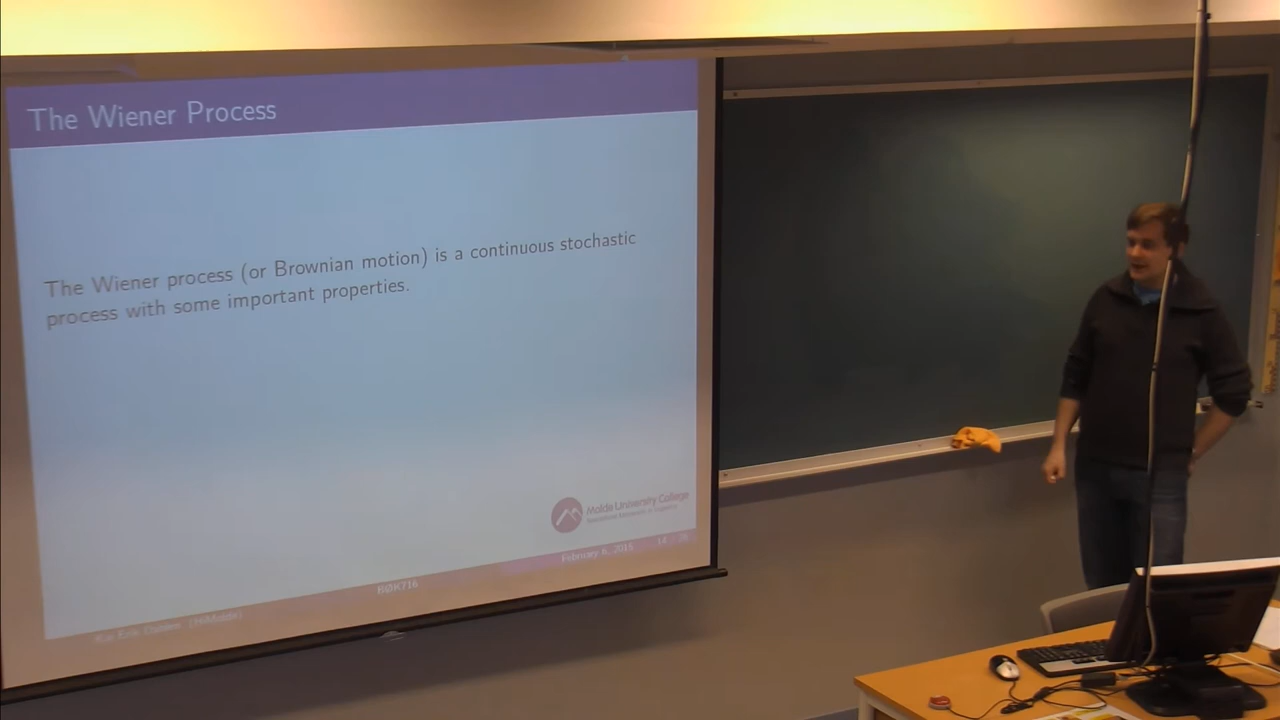 The Wiener Process
The Wiener process (or Brownian motion) is a continuous stochastic
process with some important properties.
Molde University College
February 6, 2015
BØK716